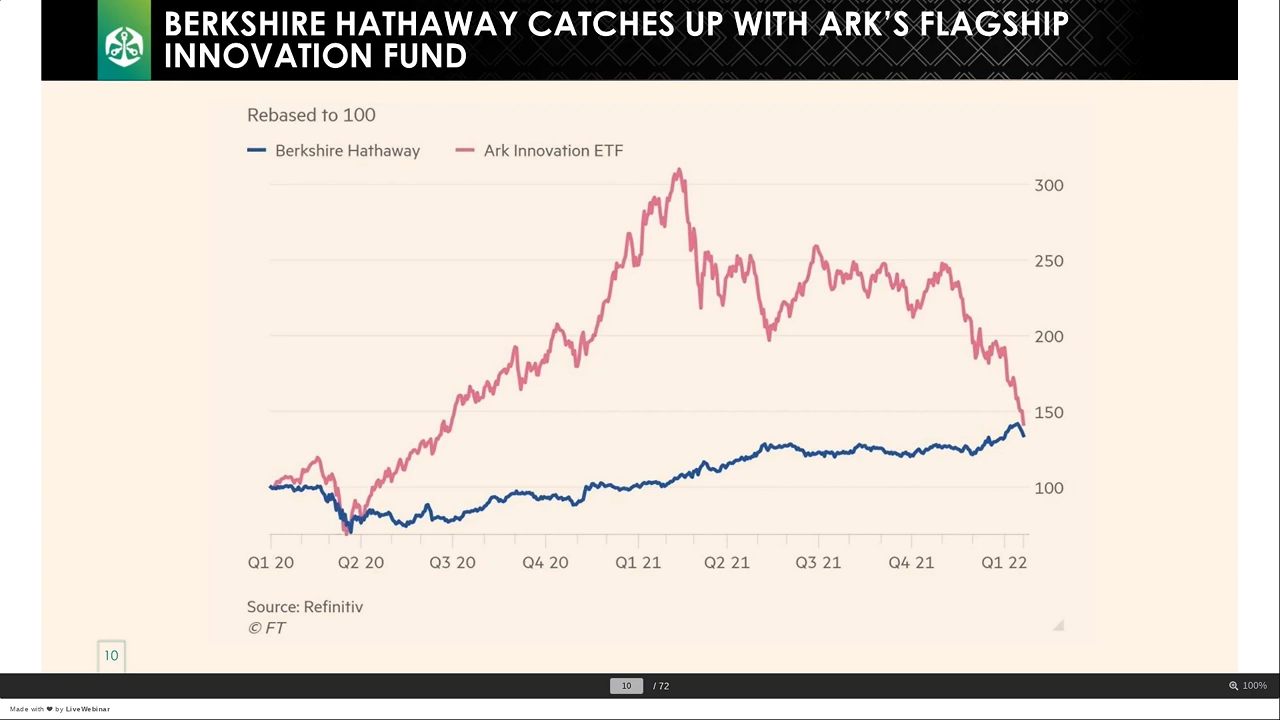 BERKSHIRE HATHAWAY CATCHES UP WITH ARK’S FLAGSHIP
INNOVATION FUND
Rebased to 100
Berkshire Hathaway Ark Innovation ETF
300
250
200
150
100
Q1 20 Q2 20 Q3 20 Q4 20 Q1 21 Q2 21 Q3 21 Q4 21 Q1 22
Source: Refinitiv
© FT
10
10 / 72 100%
Made with ❤ by LiveWebinar